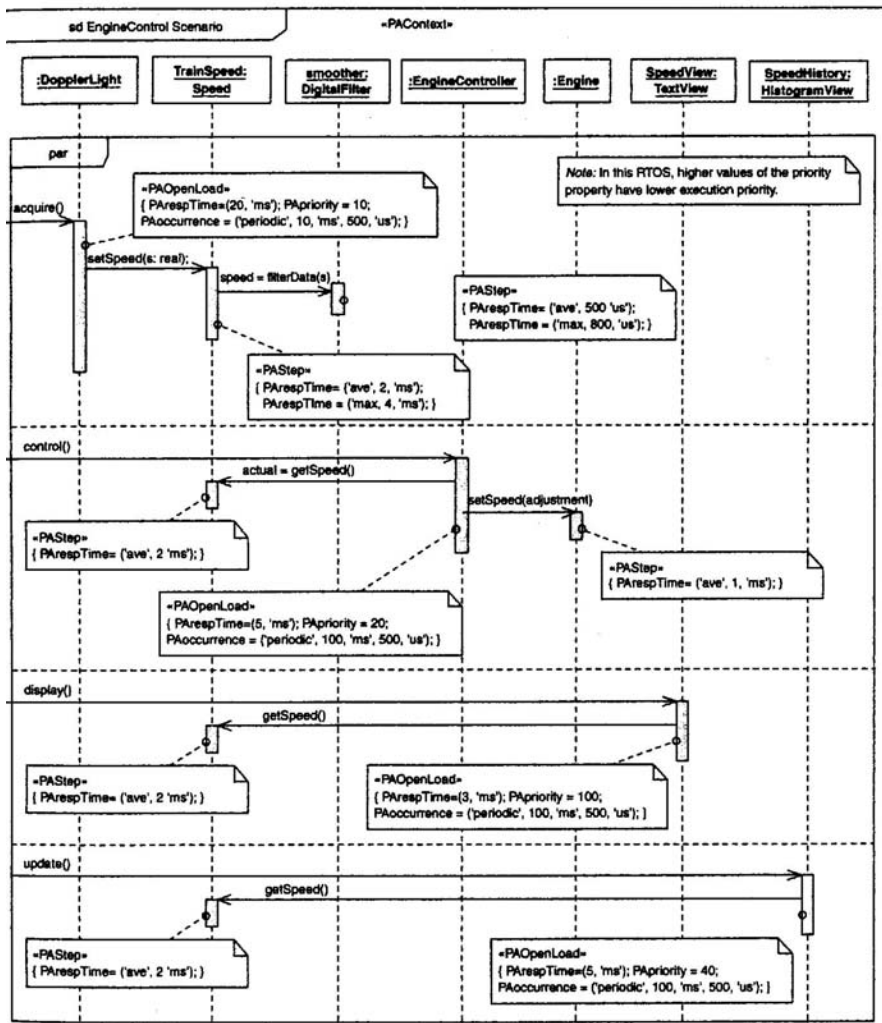 sd EngineControl Scenario
«PAContext»
:DopplerLight
TrainSpeed:
Speed
smoother:
DigitalFilter
:EngineController
:Engine
SpeedView:
TextView
SpeedHistory:
HistogramView
par
«PAOpenLoad»
{ PArespTime=(20, 'ms'); PApriority = 10;
PAoccurrence = ('periodic', 10, 'ms', 500, 'us'); }
Note: In this RTOS, higher values of the priority
property have lower execution priority.
acquire()
setSpeed(s: real);
speed = filterData(s)
«PAStep»
{ PArespTime= ('ave', 500 'us');
PArespTime = ('max, 800, 'us'); }
«PAStep»
{ PArespTime= ('ave', 2, 'ms');
PArespTime = ('max, 4, 'ms'); }
control()
actual = getSpeed()
setSpeed(adjustment)
«PAStep»
{ PArespTime= ('ave', 2 'ms'); }
«PAStep»
{ PArespTime= ('ave', 1, 'ms'); }
«PAOpenLoad»
{ PArespTime=(5, 'ms'); PApriority = 20;
PAoccurrence = ('periodic', 100, 'ms', 500, 'us'); }
display()
getSpeed()
«PAStep»
{ PArespTime= ('ave', 2 'ms'); }
«PAOpenLoad»
{ PArespTime=(3, 'ms'); PApriority = 100;
PAoccurrence = ('periodic', 100, 'ms', 500, 'us'); }
update()
getSpeed()
«PAStep»
{ PArespTime= ('ave', 2 'ms'); }
«PAOpenLoad»
{ PArespTime=(5, 'ms'); PApriority = 40;
PAoccurrence = ('periodic', 100, 'ms', 500, 'us'); }